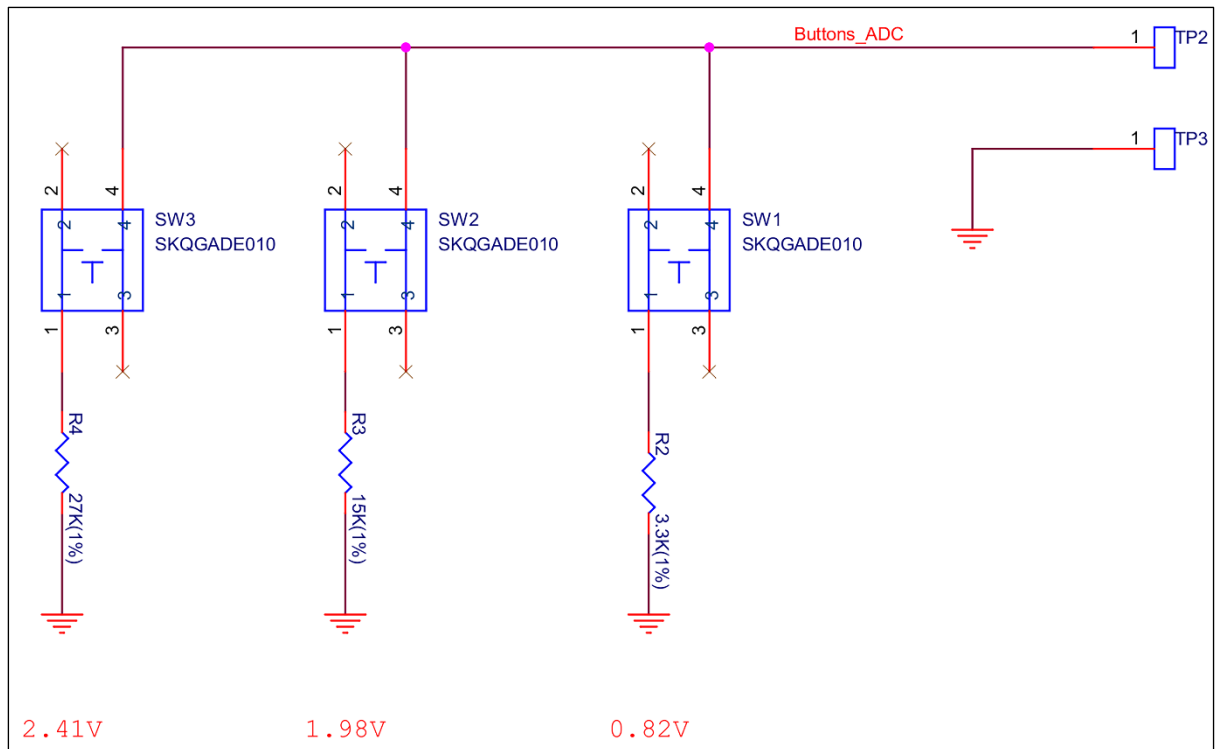 Buttons_ADC
1
TP2
1
TP3
2
4
2
4
2
4
2
4
SW3
SKQGADE010
2
4
SW2
SKQGADE010
2
4
SW1
SKQGADE010
1
3
1
3
1
3
1
3
1
3
1
3
R4
27K(1%)
R3
15K(1%)
R2
3.3K(1%)
2.41V
1.98V
0.82V